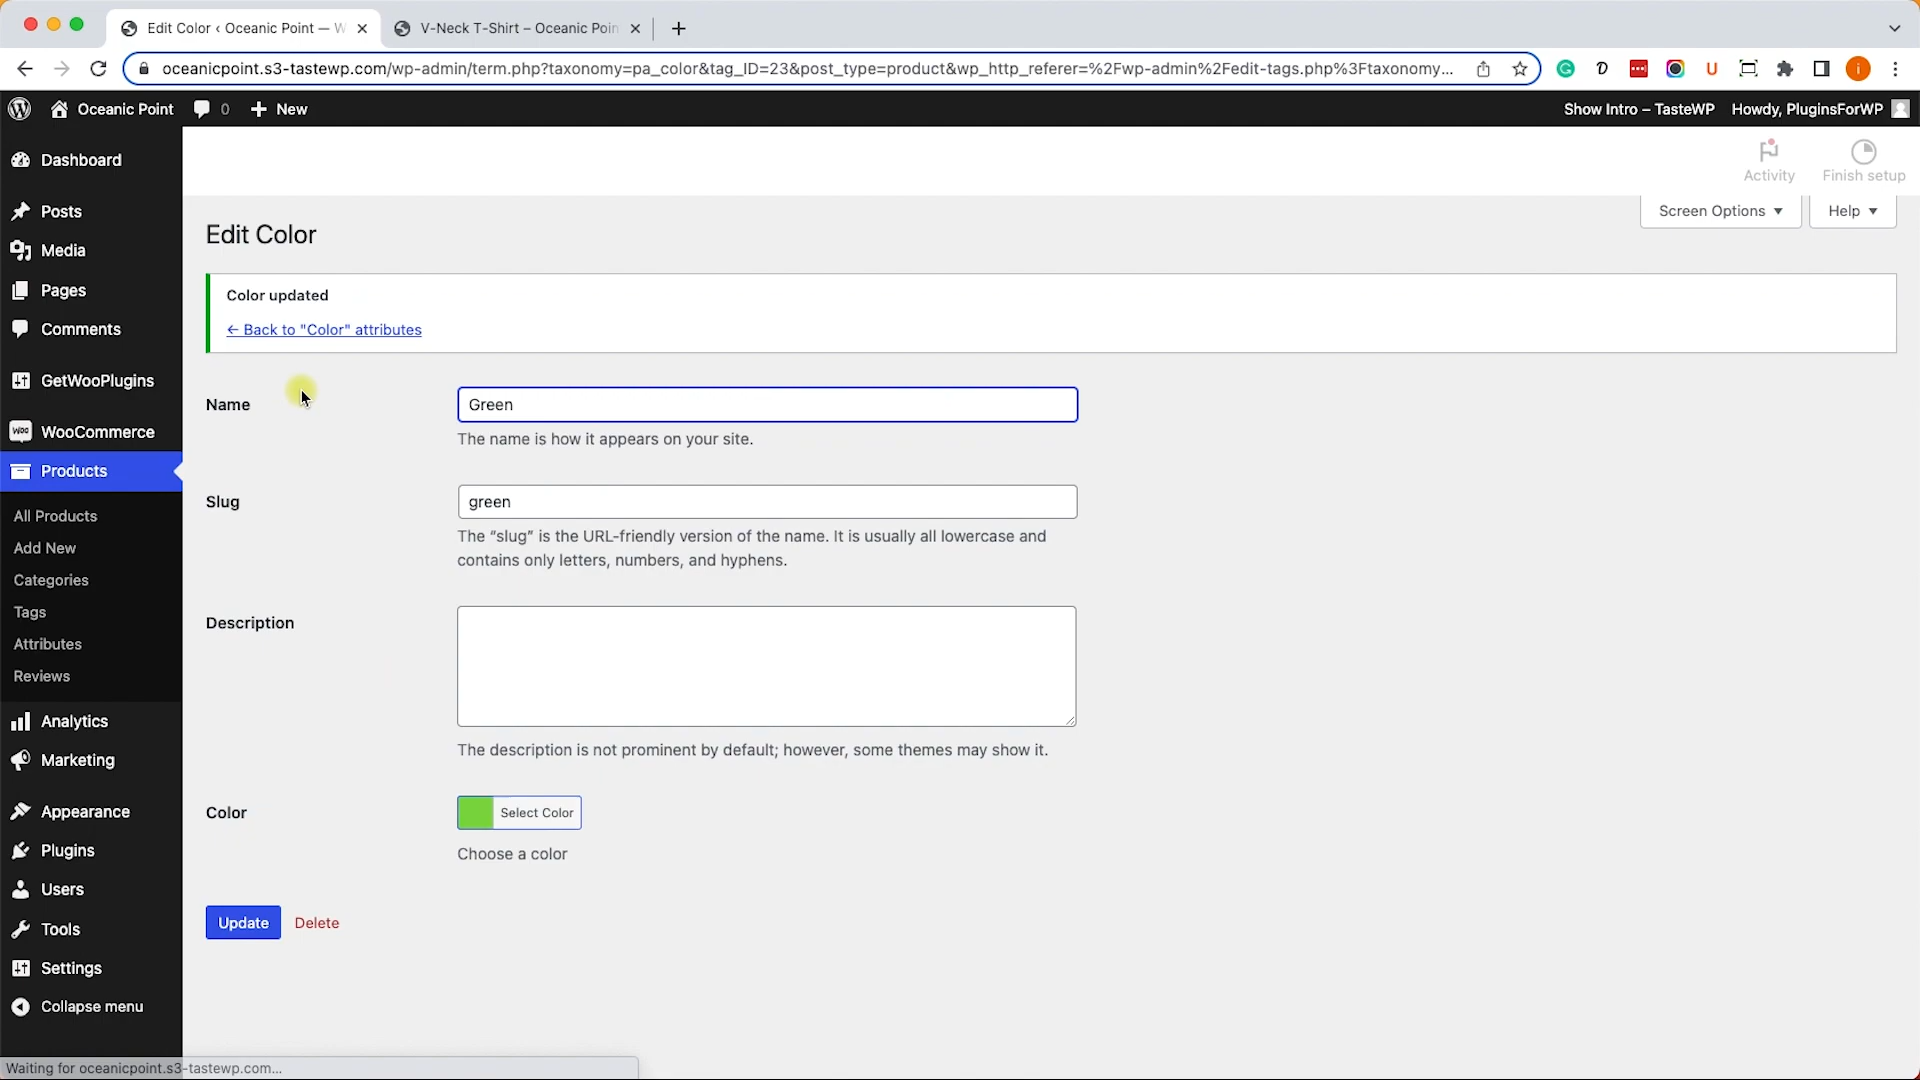 Edit Color ‹ Oceanic Point — W
V-Neck T-Shirt – Oceanic Poin
oceanicpoint.s3-tastewp.com/wp-admin/term.php?taxonomy=pa_color&tag_ID=23&post_type=product&wp_http_referer=%2Fwp-admin%2Fedit-tags.php%3Ftaxonomy...
Oceanic Point
0
New
Show Intro – TasteWP
Howdy, PluginsForWP
Dashboard
Posts
Media
Pages
Comments
GetWooPlugins
WooCommerce
Products
All Products
Add New
Categories
Tags
Attributes
Reviews
Analytics
Marketing
Appearance
Plugins
Users
Tools
Settings
Collapse menu
Activity
Finish setup
Screen Options ▼
Help ▼
Edit Color
Color updated
← Back to "Color" attributes
Name
Green
The name is how it appears on your site.
Slug
green
The “slug” is the URL-friendly version of the name. It is usually all lowercase and
contains only letters, numbers, and hyphens.
Description
The description is not prominent by default; however, some themes may show it.
Color
Select Color
Choose a color
Update
Delete
Waiting for oceanicpoint.s3-tastewp.com...